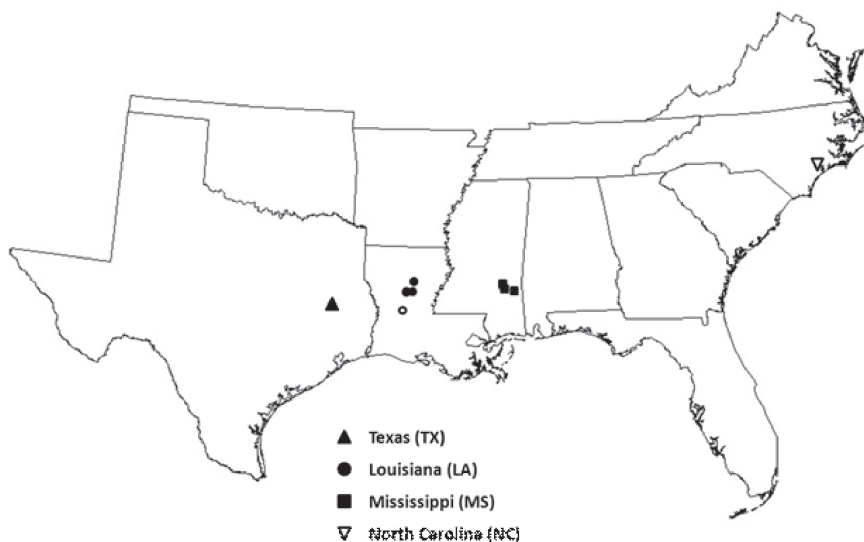 Texas (TX)
Louisiana (LA)
Mississippi (MS)
North Carolina (NC)